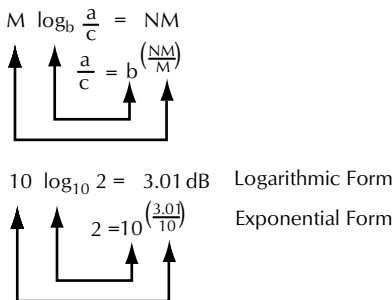 M log_b a/c = NM
a/c = b^(NM/M)
10 log_10 2 = 3.01 dB Logarithmic Form
2 = 10^(3.01/10) Exponential Form